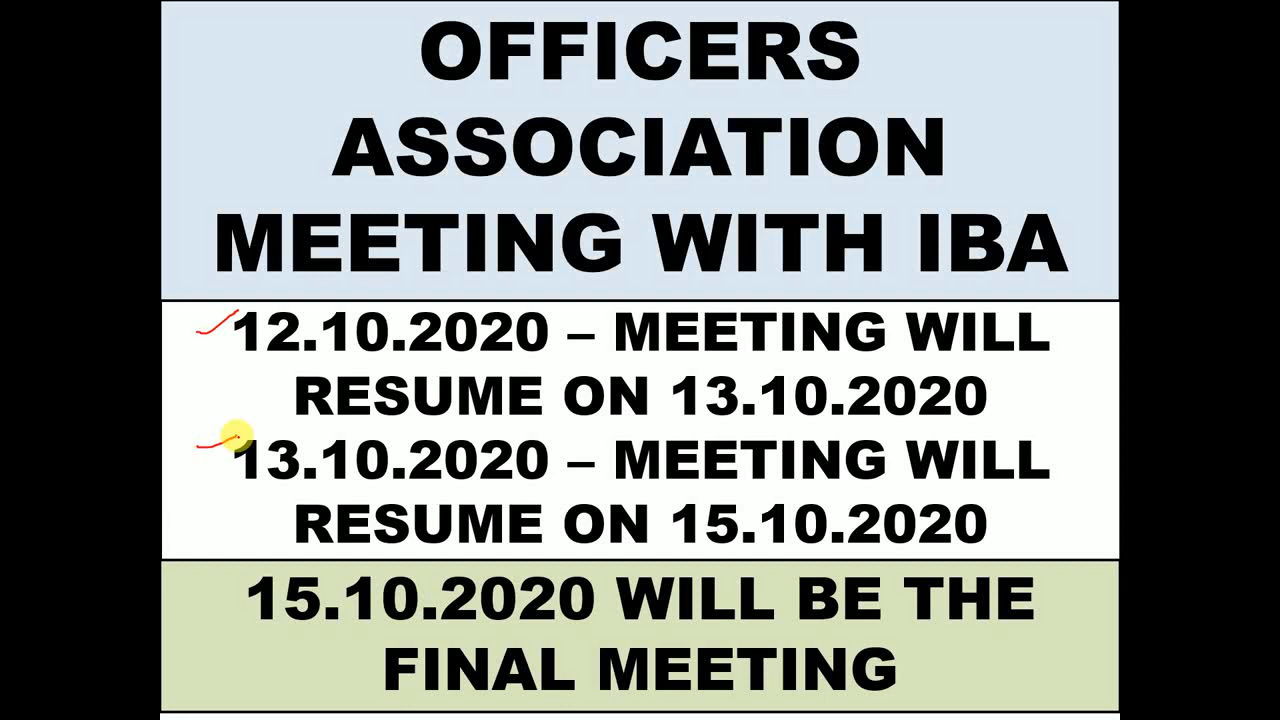 OFFICERS
ASSOCIATION
MEETING WITH IBA
12.10.2020 – MEETING WILL
RESUME ON 13.10.2020
13.10.2020 – MEETING WILL
RESUME ON 15.10.2020
15.10.2020 WILL BE THE
FINAL MEETING